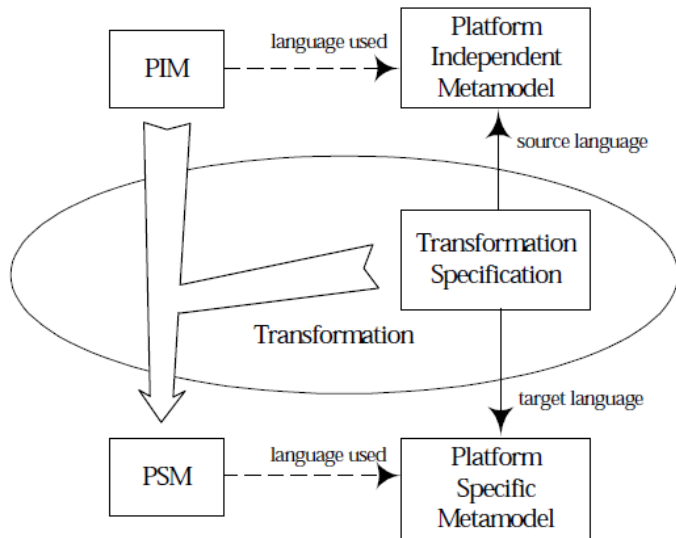 PIM
language used
Platform
Independent
Metamodel
source language
Transformation
Specification
Transformation
target language
PSM
language used
Platform
Specific
Metamodel